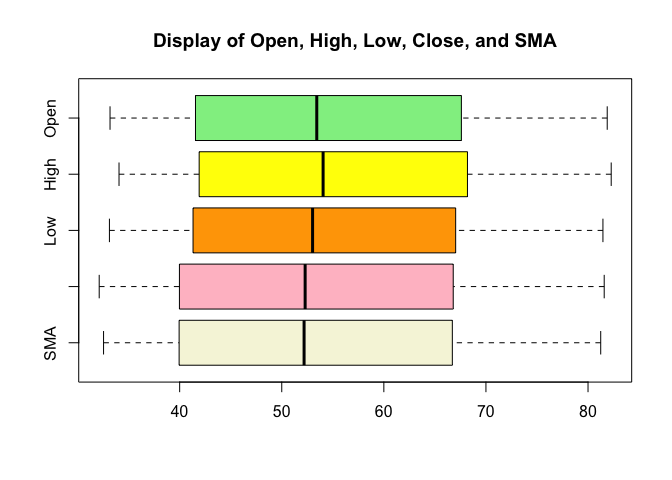 Display of Open, High, Low, Close, and SMA
Open
High
Low
SMA
40 50 60 70 80